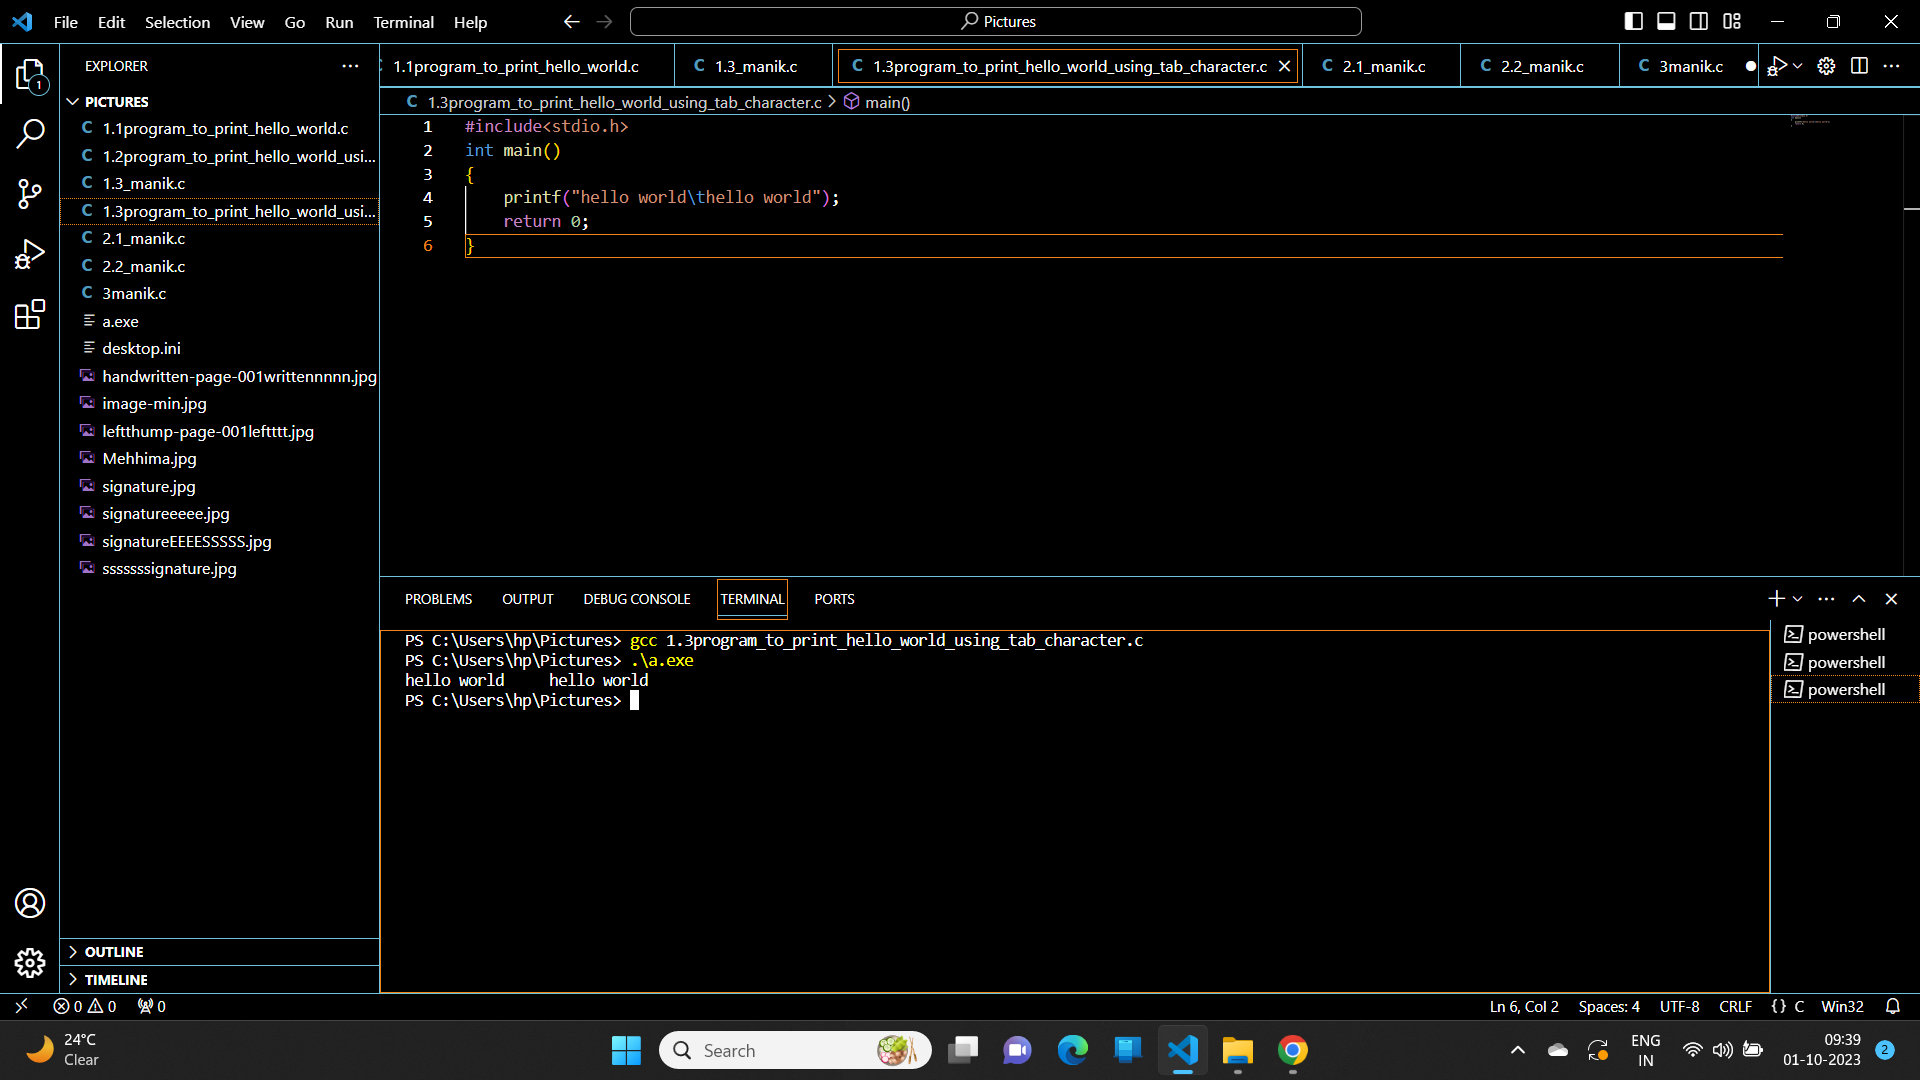 File Edit Selection View Go Run Terminal Help
Pictures
EXPLORER
PICTURES
1.1program_to_print_hello_world.c
1.2program_to_print_hello_world_usi...
1.3_manik.c
1.3program_to_print_hello_world_usi...
2.1_manik.c
2.2_manik.c
3manik.c
a.exe
desktop.ini
handwritten-page-001writtennnnn.jpg
image-min.jpg
leftthump-page-001leftttt.jpg
Mehhima.jpg
signature.jpg
signatureeeee.jpg
signatureEEEESSSSS.jpg
sssssssignature.jpg
OUTLINE
TIMELINE
1
1.1program_to_print_hello_world.c C 1.3_manik.c C 1.3program_to_print_hello_world_using_tab_character.c C 2.1_manik.c C 2.2_manik.c C 3manik.c
C 1.3program_to_print_hello_world_using_tab_character.c > main()
1 #include<stdio.h>
2 int main()
3 {
4 printf("hello world\thello world");
5 return 0;
6 }
PROBLEMS OUTPUT DEBUG CONSOLE TERMINAL PORTS
PS C:\Users\hp\Pictures> gcc 1.3program_to_print_hello_world_using_tab_character.c
PS C:\Users\hp\Pictures> .\a.exe
hello world hello world
PS C:\Users\hp\Pictures>
powershell
powershell
powershell
0 0 0 Ln 6, Col 2 Spaces: 4 UTF-8 CRLF {} C Win32
24°C
Clear
Search
ENG
IN
09:39
01-10-2023
2